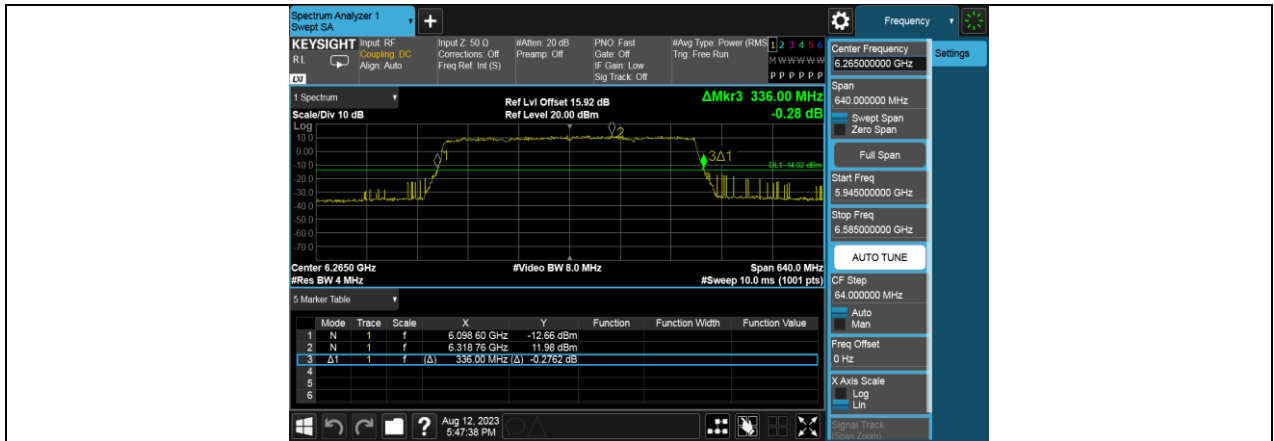 Spectrum Analyzer 1
Swept SA
+
Frequency
KEYSIGHT
RL
LXI
Input: RF
Coupling: DC
Align: Auto
Input Z: 50 Ω
Corrections: Off
Freq Ref: Int (S)
#Atten: 20 dB
Preamp: Off
PNO: Fast
Gate: Off
IF Gain: Low
Sig Track: Off
#Avg Type: Power (RMS
Trig: Free Run
1 2 3 4 5 6
M W W W W W
P P P P P P
1 Spectrum
Scale/Div 10 dB
Ref Lvl Offset 15.92 dB
Ref Level 20.00 dBm
ΔMkr3 336.00 MHz
-0.28 dB
Log
10.0
0.00
-10.0
-20.0
-30.0
-40.0
-50.0
-60.0
-70.0
1
2
3Δ1
DL1 -14.02 dBm
Center 6.2650 GHz
#Video BW 8.0 MHz
Span 640.0 MHz
#Res BW 4 MHz
#Sweep 10.0 ms (1001 pts)
5 Marker Table
Mode Trace Scale X Y Function Function Width Function Value
1 N 1 f 6.098 60 GHz -12.66 dBm
2 N 1 f 6.318 76 GHz 11.98 dBm
3 Δ1 1 f (Δ) 336.00 MHz (Δ) -0.2762 dB
4
5
6
Aug 12, 2023
5:47:38 PM
?
Center Frequency
6.265000000 GHz
Settings
Span
640.000000 MHz
Swept Span
Zero Span
Full Span
Start Freq
5.945000000 GHz
Stop Freq
6.585000000 GHz
AUTO TUNE
CF Step
64.000000 MHz
Auto
Man
Freq Offset
0 Hz
X Axis Scale
Log
Lin
Signal Track
(Span Zoom)